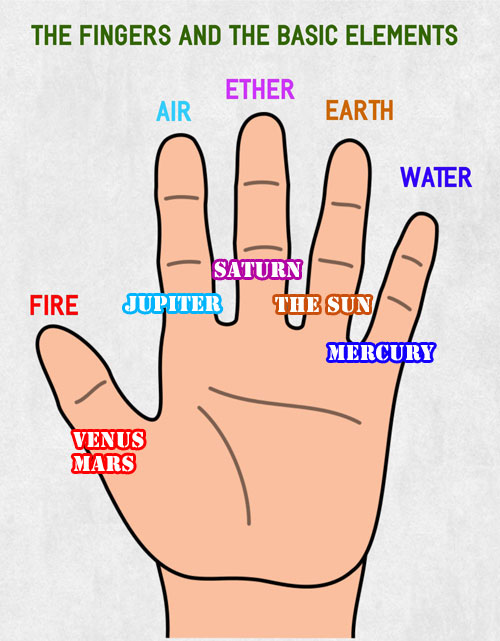 THE FINGERS AND THE BASIC ELEMENTS
ETHER
AIR
EARTH
WATER
SATURN
FIRE
JUPITER
THE SUN
MERCURY
VENUS
MARS